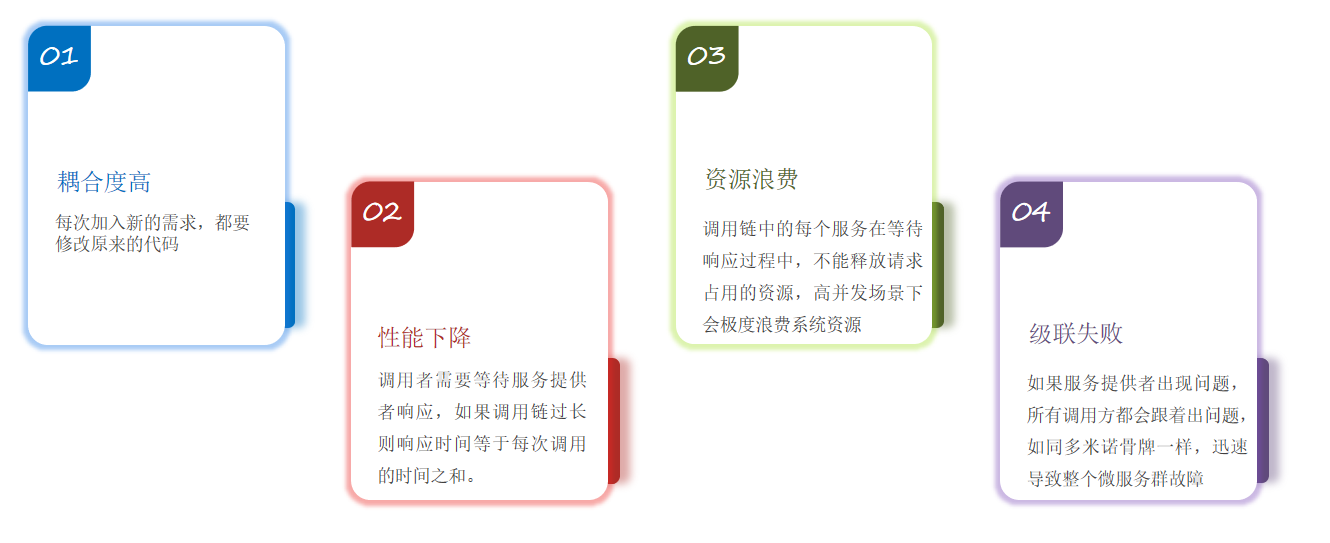 01
耦合度高
每次加入新的需求，都要
修改原来的代码
02
性能下降
调用者需要等待服务提供
者响应，如果调用链过长
则响应时间等于每次调用
的时间之和。
03
资源浪费
调用链中的每个服务在等待
响应过程中，不能释放请求
占用的资源，高并发场景下
会极度浪费系统资源
04
级联失败
如果服务提供者出现问题，
所有调用方都会跟着出问题，
如同多米诺骨牌一样，迅速
导致整个微服务群故障